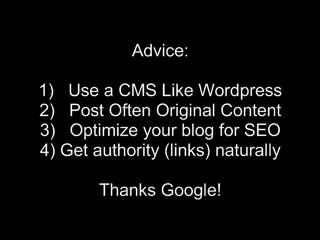 Advice:
1) Use a CMS Like Wordpress
2) Post Often Original Content
3) Optimize your blog for SEO
4) Get authority (links) naturally
Thanks Google!